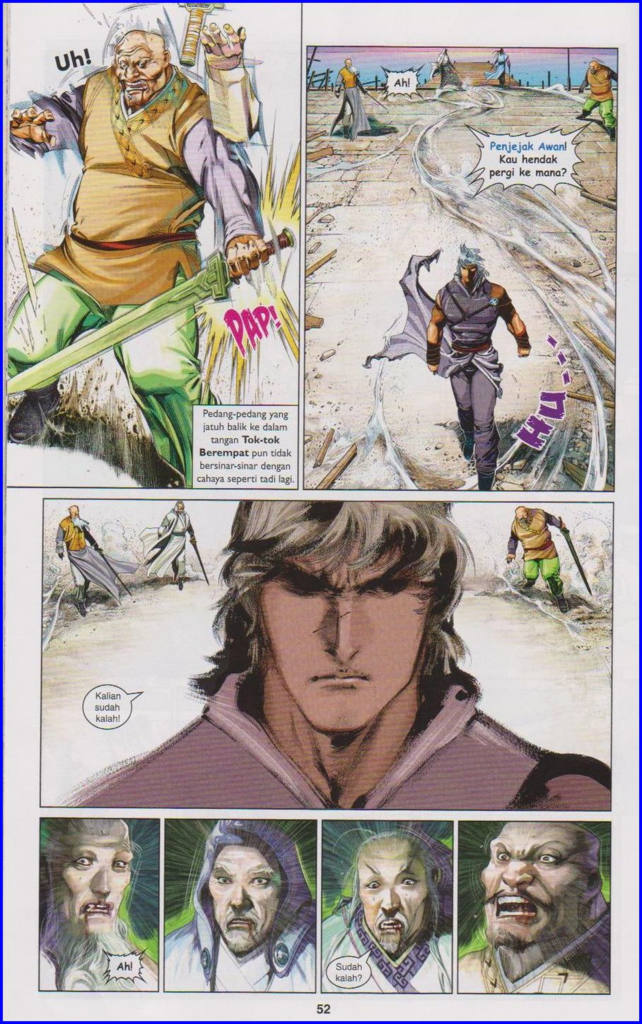 Uh!
PAP!
Pedang-pedang yang
jatuh balik ke dalam
tangan Tok-tok
Berempat pun tidak
bersinar-sinar dengan
cahaya seperti tadi lagi.
Ah!
Penjejak Awan!
Kau hendak
pergi ke mana?
Kalian
sudah
kalah!
Ah!
Sudah
kalah?
52